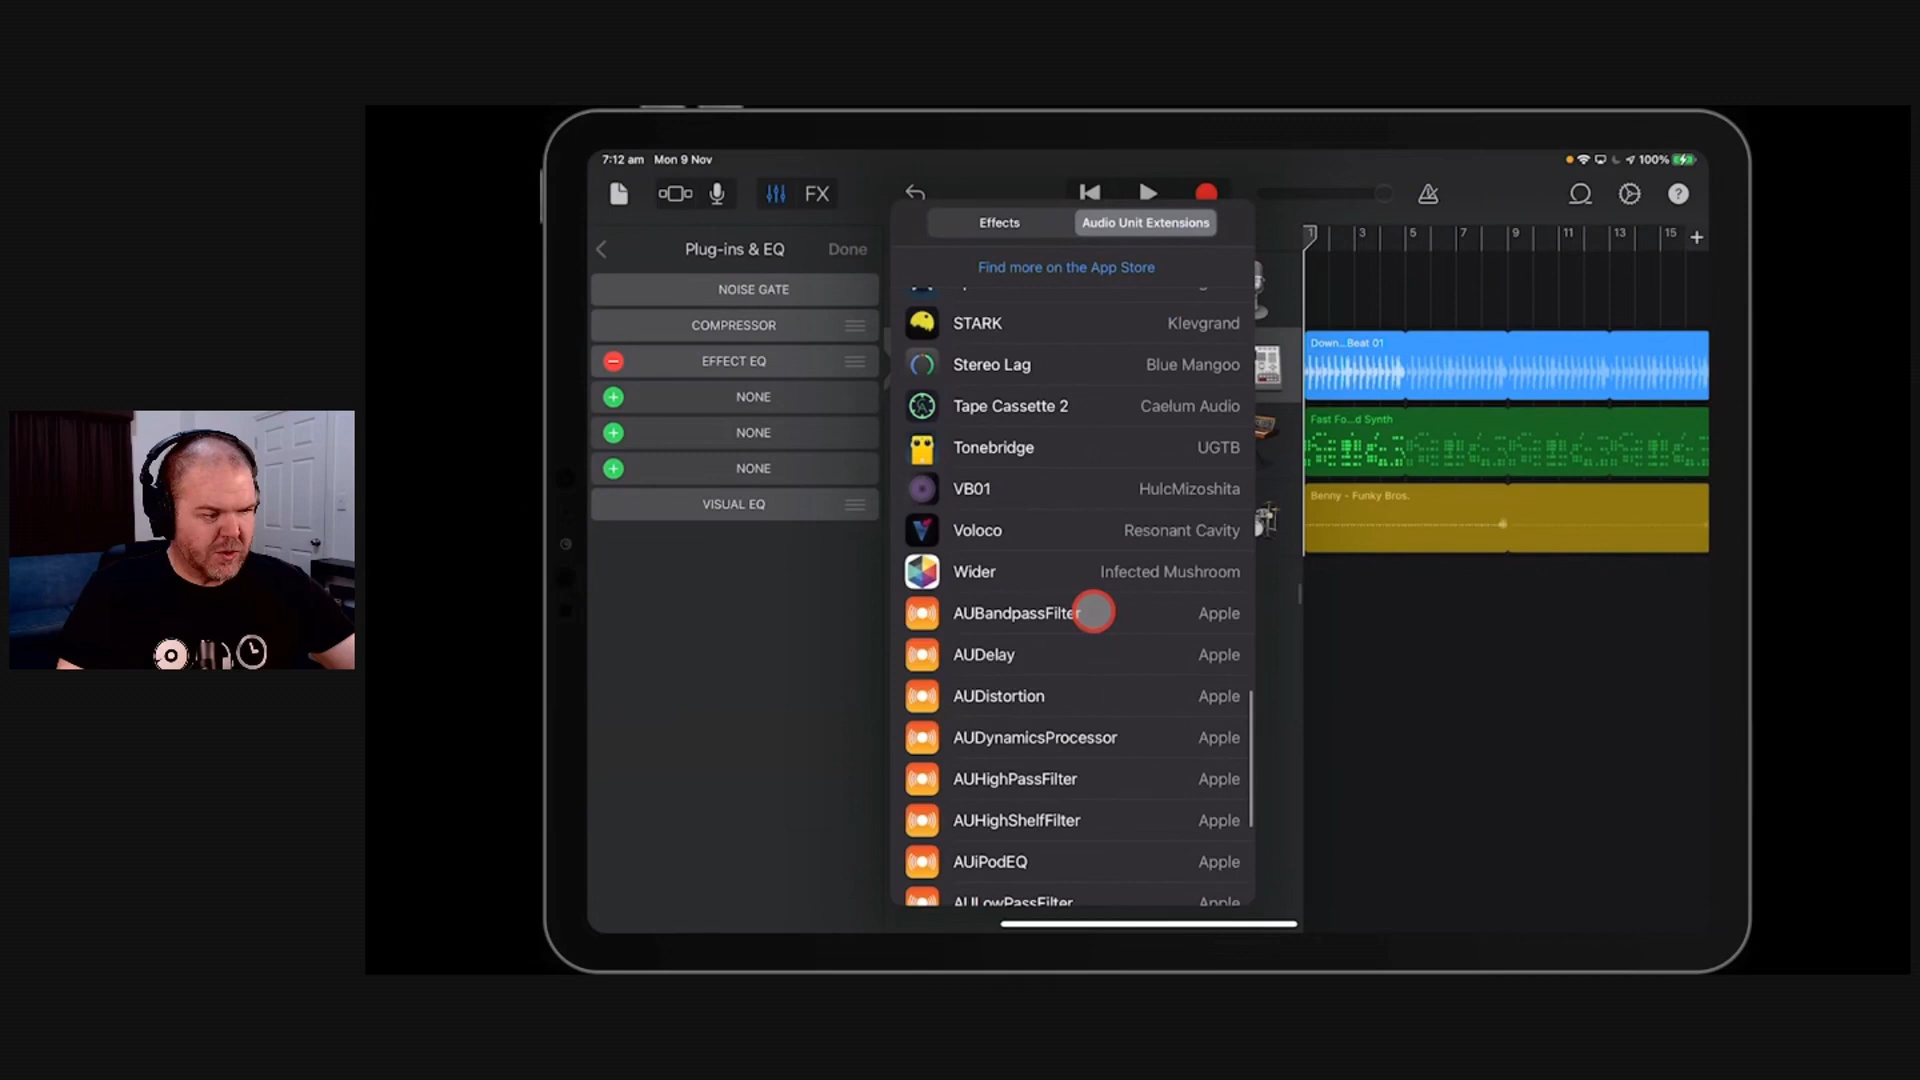 7:12 am Mon 9 Nov
100%
FX
Plug-ins & EQ
Done
NOISE GATE
COMPRESSOR
EFFECT EQ
NONE
NONE
NONE
VISUAL EQ
Effects
Audio Unit Extensions
Find more on the App Store
STARK Klevgrand
Stereo Lag Blue Mangoo
Tape Cassette 2 Caelum Audio
Tonebridge UGTB
VB01 HulcMizoshita
Voloco Resonant Cavity
Wider Infected Mushroom
AUBandpassFilter Apple
AUDelay Apple
AUDistortion Apple
AUDynamicsProcessor Apple
AUHighPassFilter Apple
AUHighShelfFilter Apple
AUiPodEQ Apple
AULowPassFilter Apple
1 3 5 7 9 11 13 15 +
?
Down...Beat 01
Fast Fo...d Synth
Benny - Funky Bros.